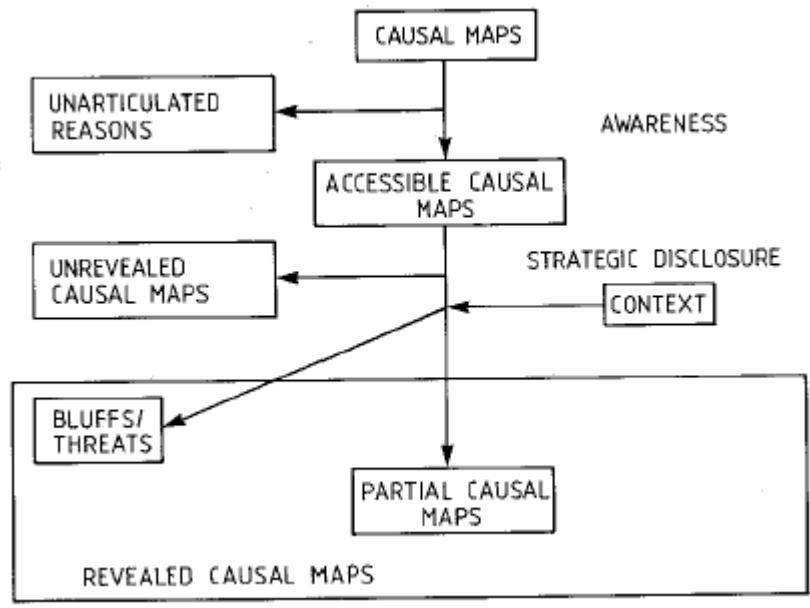 CAUSAL MAPS
UNARTICULATED
REASONS
AWARENESS
ACCESSIBLE CAUSAL
MAPS
UNREVEALED
CAUSAL MAPS
STRATEGIC DISCLOSURE
CONTEXT
BLUFFS/
THREATS
PARTIAL CAUSAL
MAPS
REVEALED CAUSAL MAPS